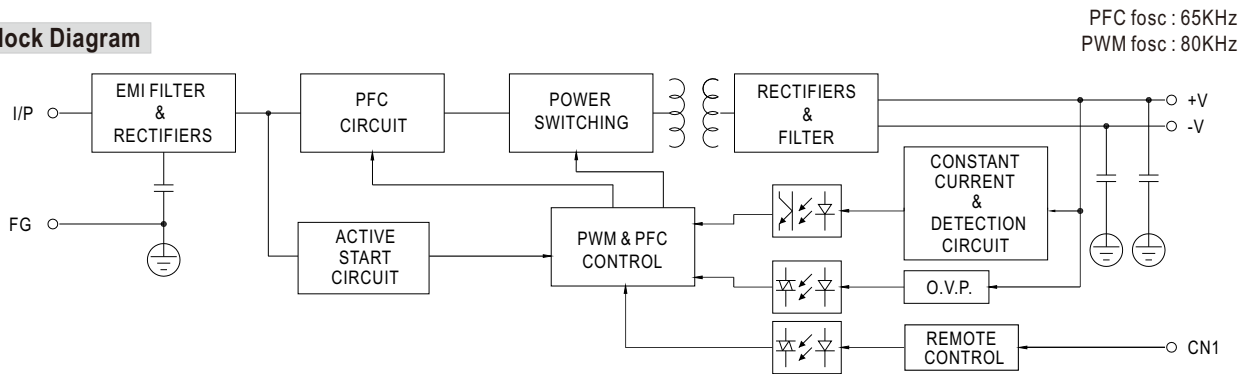 PFC fosc : 65KHz
PWM fosc : 80KHz
lock Diagram
I/P
EMI FILTER
&
RECTIFIERS
PFC
CIRCUIT
POWER
SWITCHING
RECTIFIERS
&
FILTER
+V
-V
FG
ACTIVE
START
CIRCUIT
PWM & PFC
CONTROL
CONSTANT
CURRENT
&
DETECTION
CIRCUIT
O.V.P.
REMOTE
CONTROL
CN1